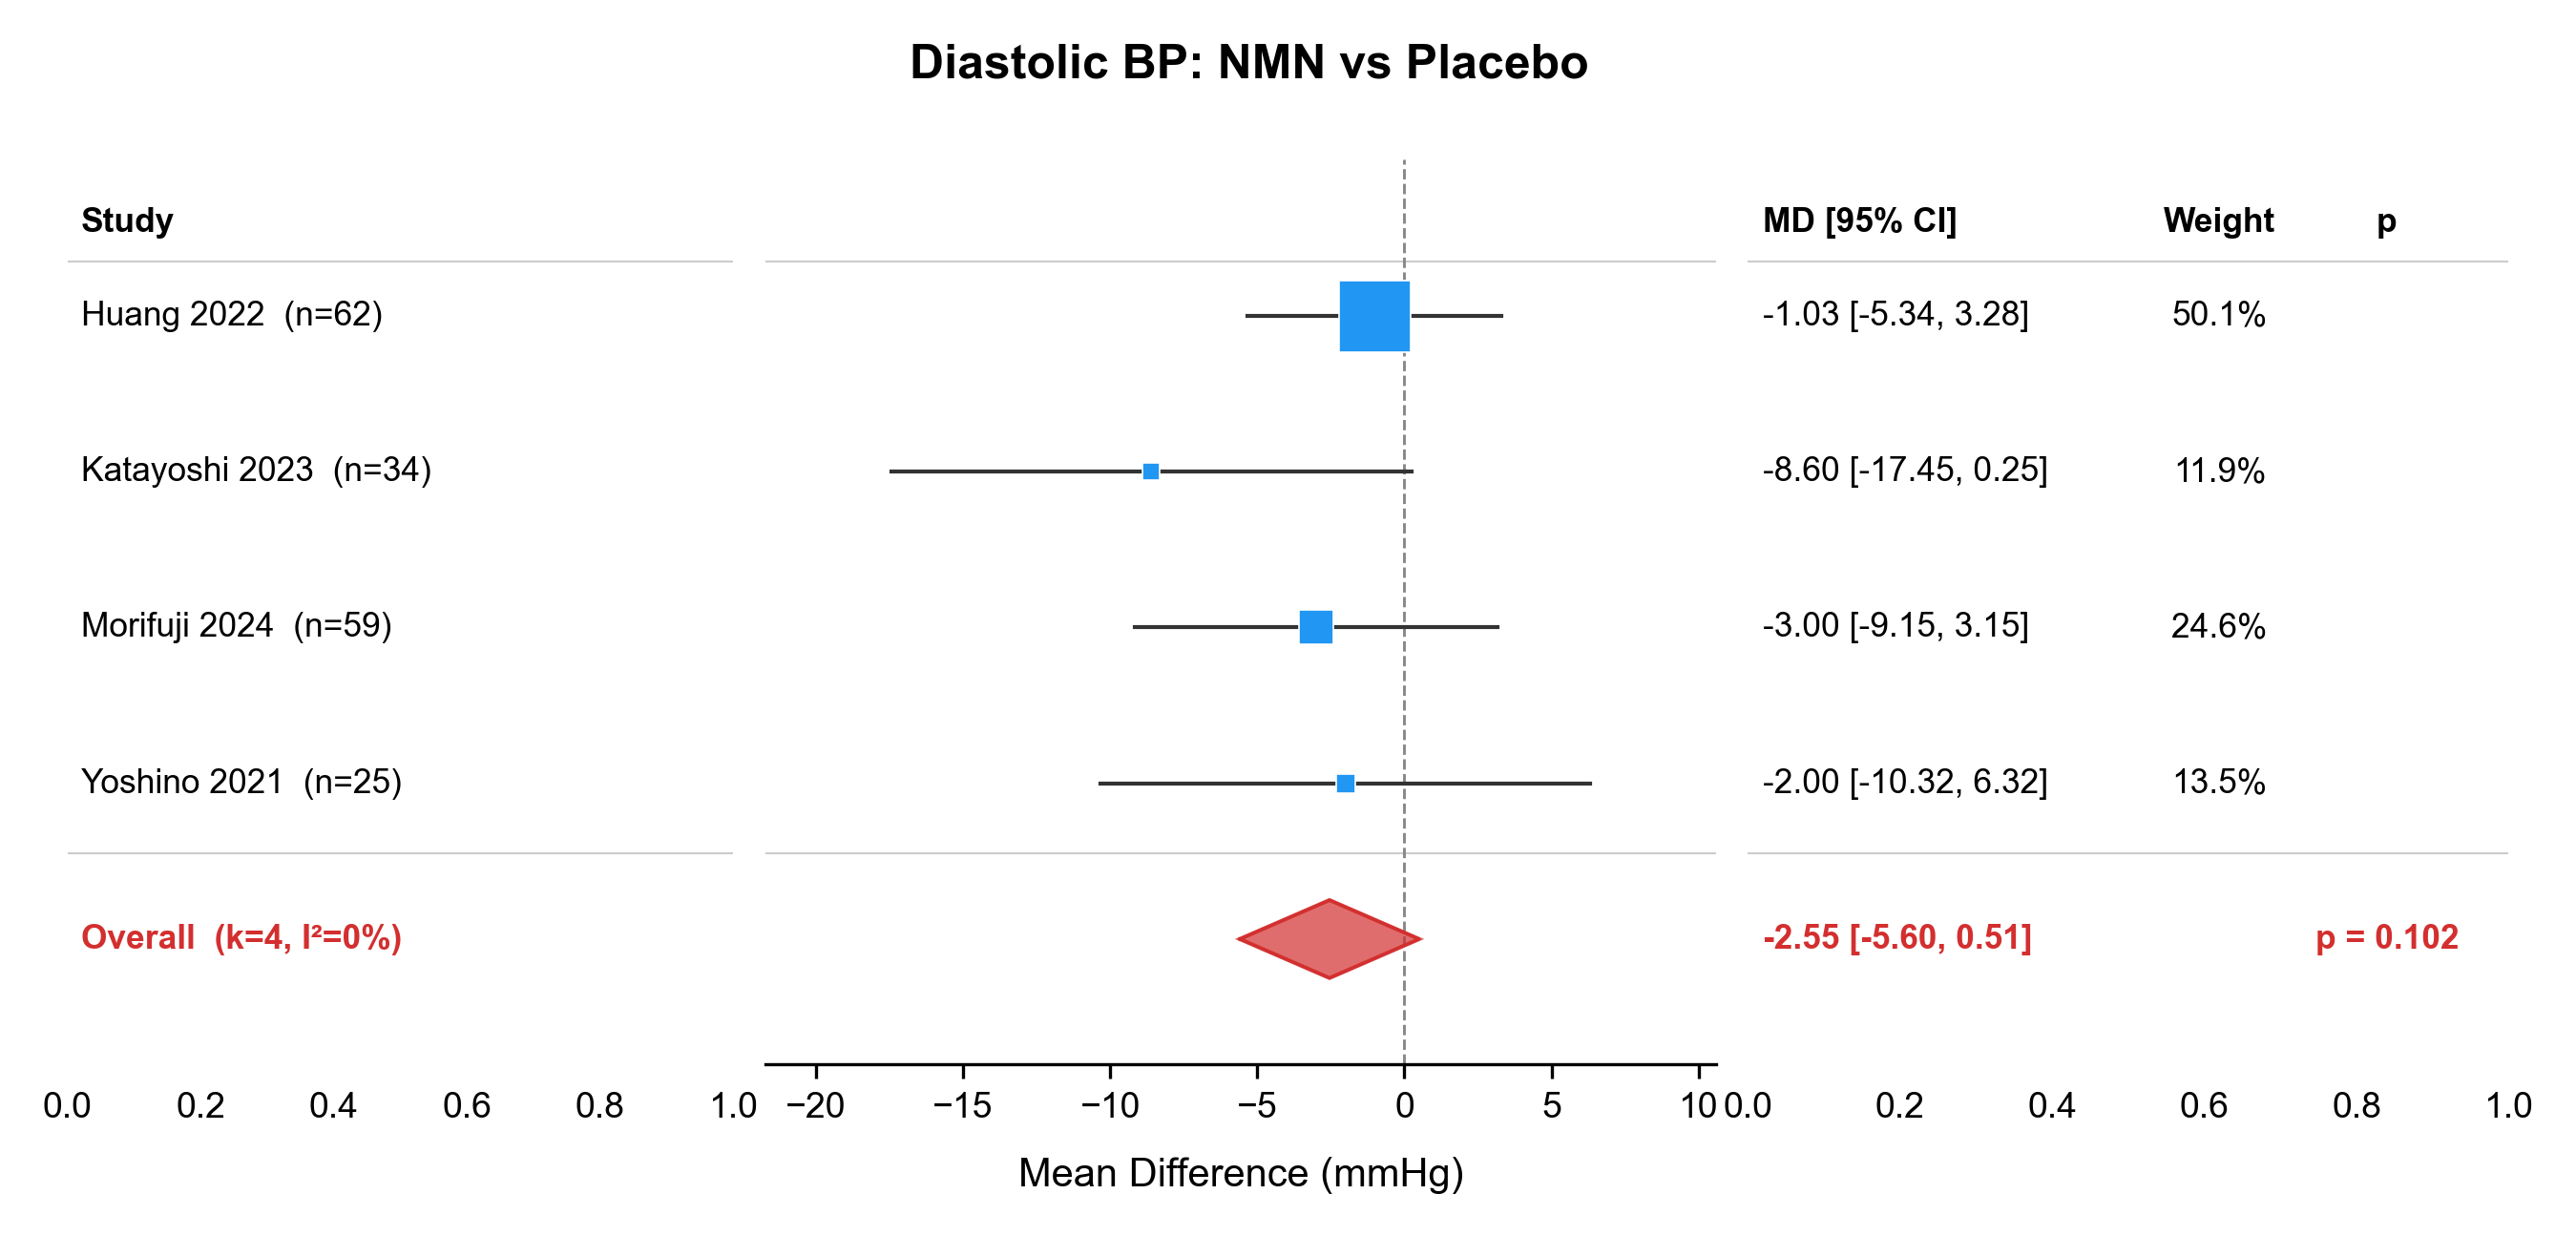 Diastolic BP: NMN vs Placebo
Study MD [95% CI] Weight p
Huang 2022 (n=62) -1.03 [-5.34, 3.28] 50.1%
Katayoshi 2023 (n=34) -8.60 [-17.45, 0.25] 11.9%
Morifuji 2024 (n=59) -3.00 [-9.15, 3.15] 24.6%
Yoshino 2021 (n=25) -2.00 [-10.32, 6.32] 13.5%
Overall (k=4, I²=0%) -2.55 [-5.60, 0.51] p = 0.102
0.0 0.2 0.4 0.6 0.8 1.0 −20 −15 −10 −5 0 5 10 0.0 0.2 0.4 0.6 0.8 1.0
Mean Difference (mmHg)